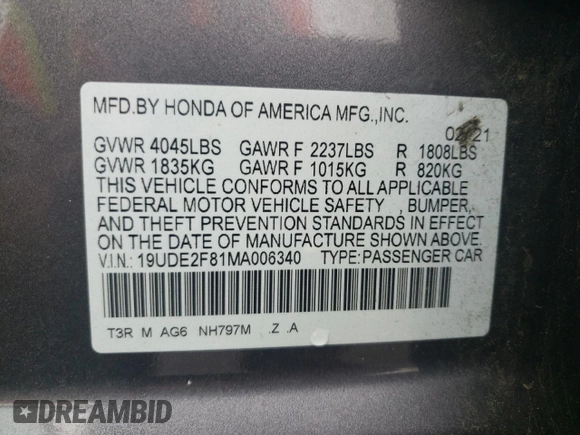 MFD.BY HONDA OF AMERICA MFG.,INC.
GVWR 4045LBS GAWR F 2237LBS R 1808LBS
GVWR 1835KG GAWR F 1015KG R 820KG
THIS VEHICLE CONFORMS TO ALL APPLICABLE
FEDERAL MOTOR VEHICLE SAFETY , BUMPER,
AND THEFT PREVENTION STANDARDS IN EFFECT
ON THE DATE OF MANUFACTURE SHOWN ABOVE.
V.I.N.: 19UDE2F81MA006340 TYPE:PASSENGER CAR
T3R M AG6 NH797M .Z .A
DREAMBID